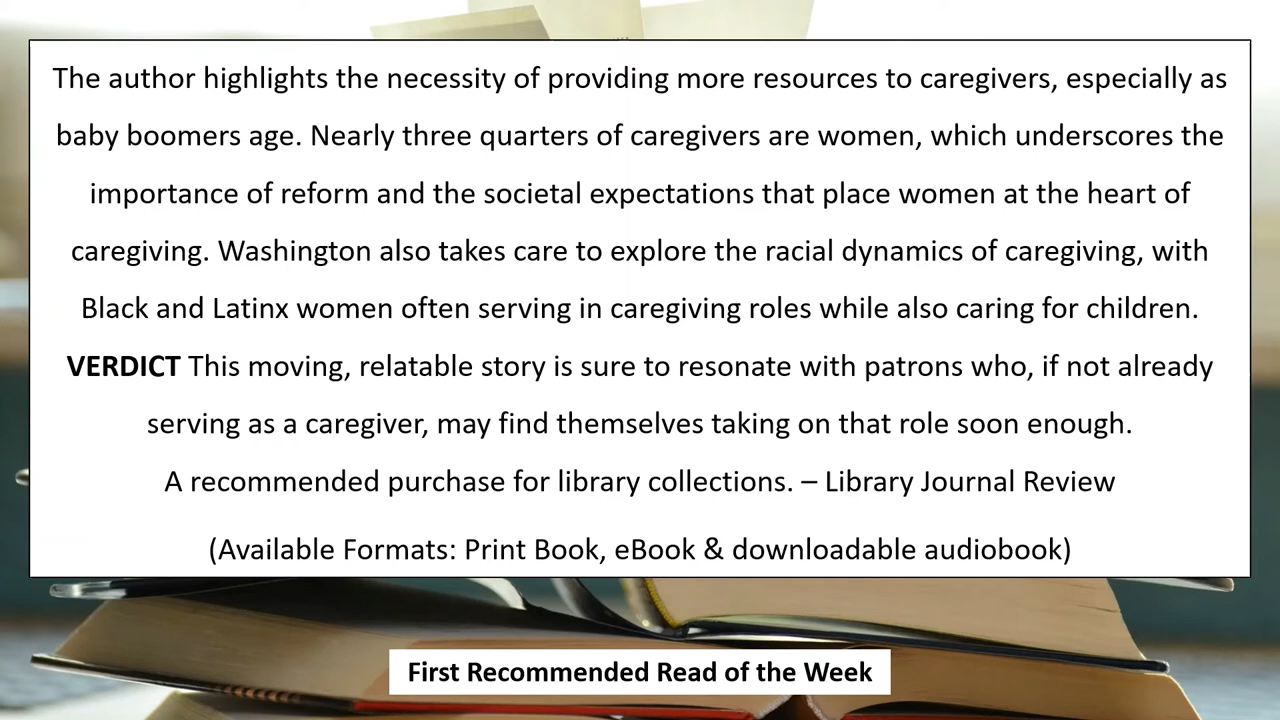 The author highlights the necessity of providing more resources to caregivers, especially as
baby boomers age. Nearly three quarters of caregivers are women, which underscores the
importance of reform and the societal expectations that place women at the heart of
caregiving. Washington also takes care to explore the racial dynamics of caregiving, with
Black and Latinx women often serving in caregiving roles while also caring for children.
VERDICT This moving, relatable story is sure to resonate with patrons who, if not already
serving as a caregiver, may find themselves taking on that role soon enough.
A recommended purchase for library collections. – Library Journal Review
(Available Formats: Print Book, eBook & downloadable audiobook)
First Recommended Read of the Week